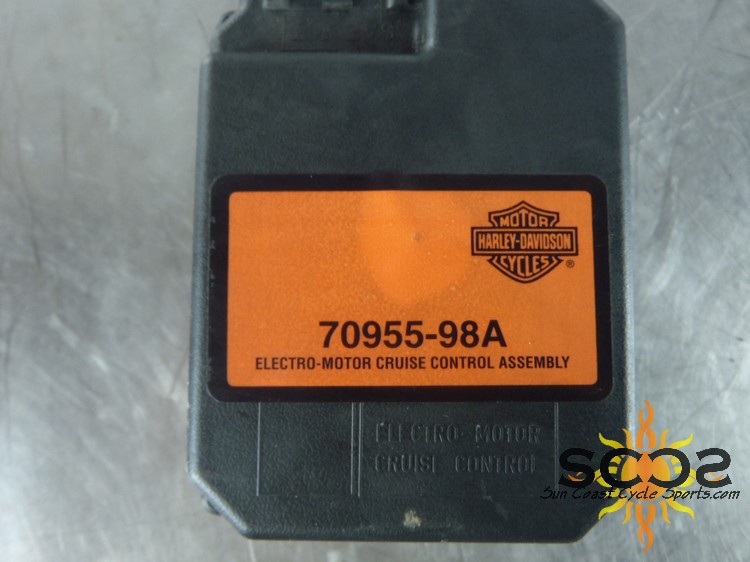 MOTOR
HARLEY-DAVIDSON
CYCLES
®
70955-98A
ELECTRO-MOTOR CRUISE CONTROL ASSEMBLY
ELECTRO- MOTOR
CRUISE CONTROL
SCCS
Sun Coast Cycle Sports.com